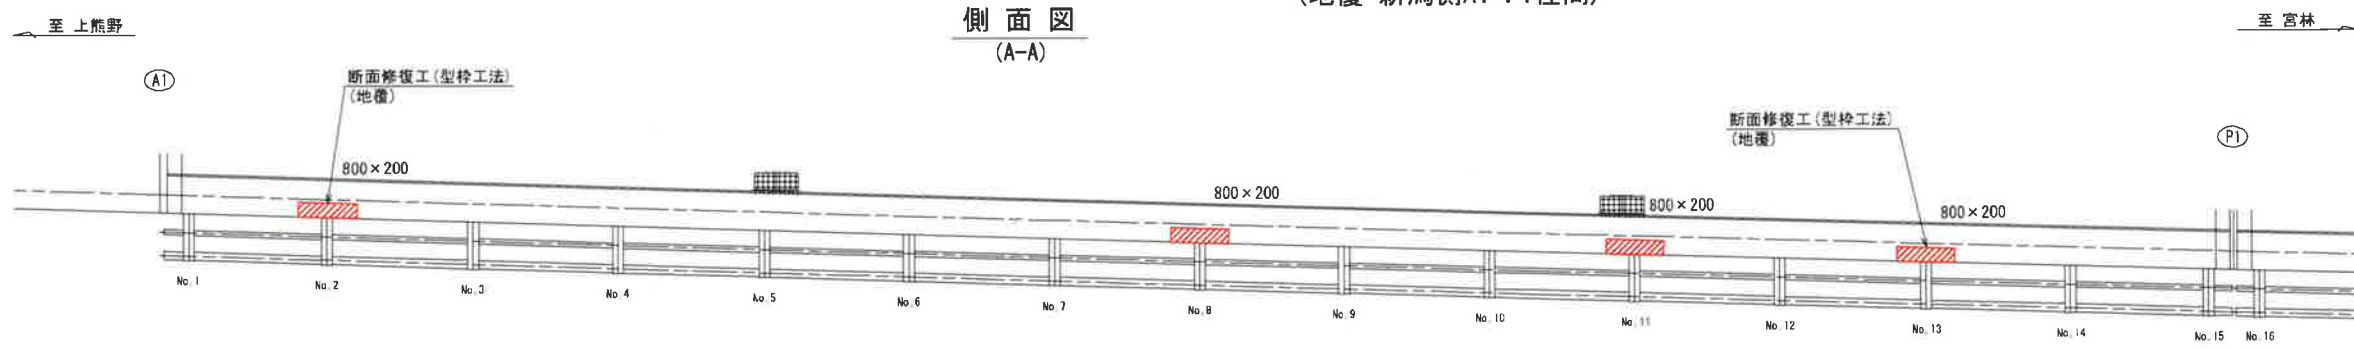 至 上熊野
側 面 図
(A-A)
至 宮林
A1
断面修復工(型枠工法)
(地覆)
断面修復工(型枠工法)
(地覆)
P1
800×200
800×200
800×200
800×200
No.1
No.2
No.3
No.4
No.5
No.6
No.7
No.8
No.9
No.10
No.11
No.12
No.13
No.14
No.15
No.16